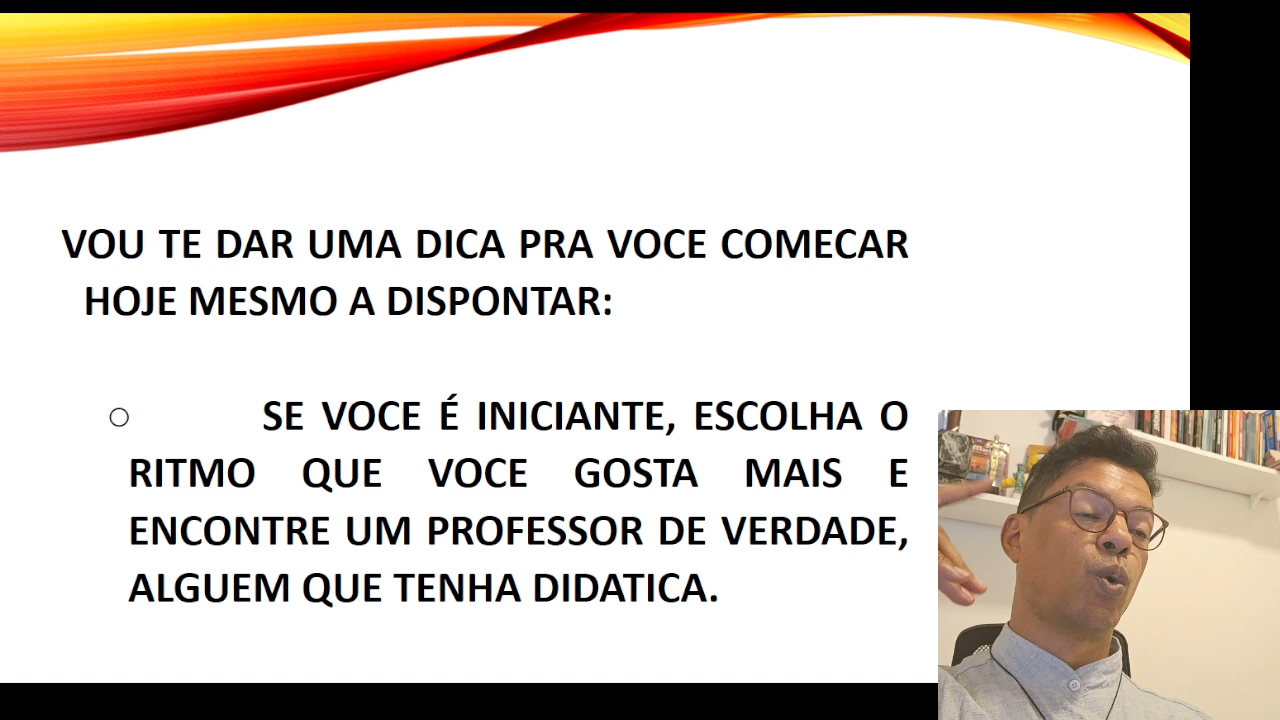 VOU TE DAR UMA DICA PRA VOCE COMECAR
HOJE MESMO A DISPONTAR:
SE VOCE É INICIANTE, ESCOLHA O
RITMO QUE VOCE GOSTA MAIS E
ENCONTRE UM PROFESSOR DE VERDADE,
ALGUEM QUE TENHA DIDATICA.